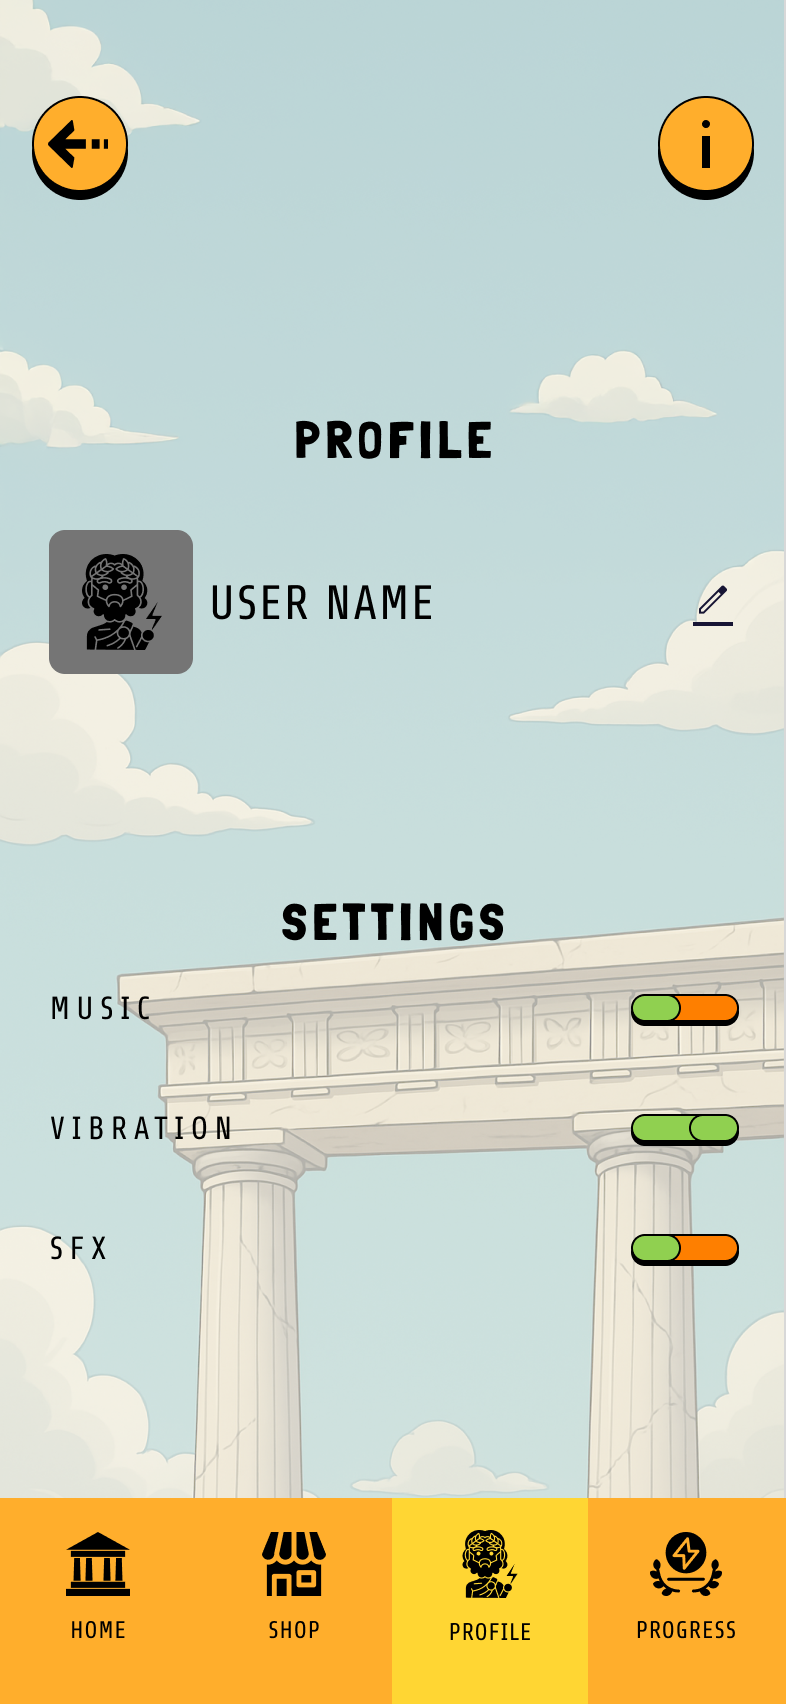 i
PROFILE
USER NAME
SETTINGS
MUSIC
VIBRATION
SFX
HOME
SHOP
PROFILE
PROGRESS